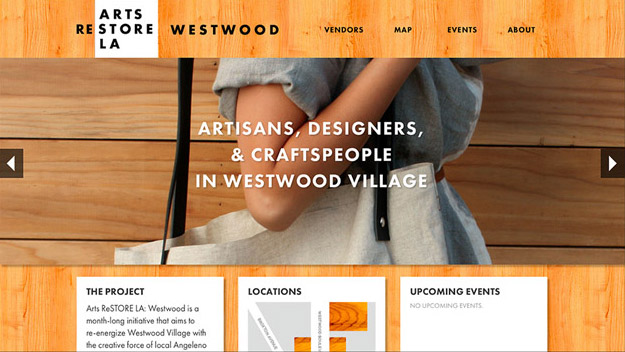 ARTS
RE STORE
LA
WESTWOOD
VENDORS
MAP
EVENTS
ABOUT
ARTISANS, DESIGNERS,
& CRAFTSPEOPLE
IN WESTWOOD VILLAGE
THE PROJECT
Arts ReSTORE LA: Westwood is a
month-long initiative that aims to
re-energize Westwood Village with
the creative force of local Angeleno
LOCATIONS
UPCOMING EVENTS
NO UPCOMING EVENTS.